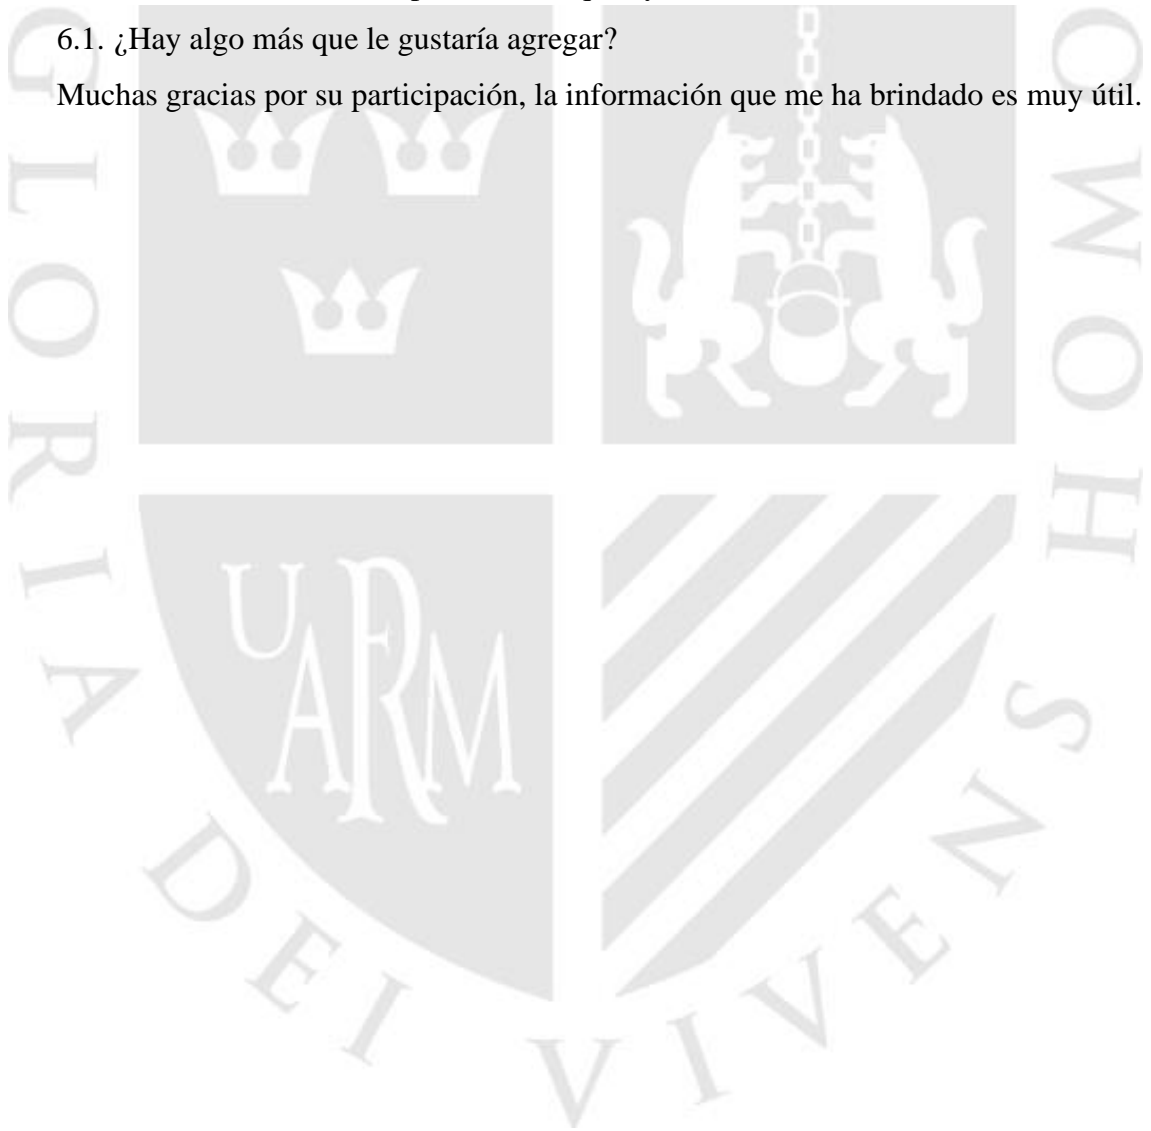 6.1. ¿Hay algo más que le gustaría agregar?
Muchas gracias por su participación, la información que me ha brindado es muy útil.
GLORIA DEI VIVENS HOMO
UARM